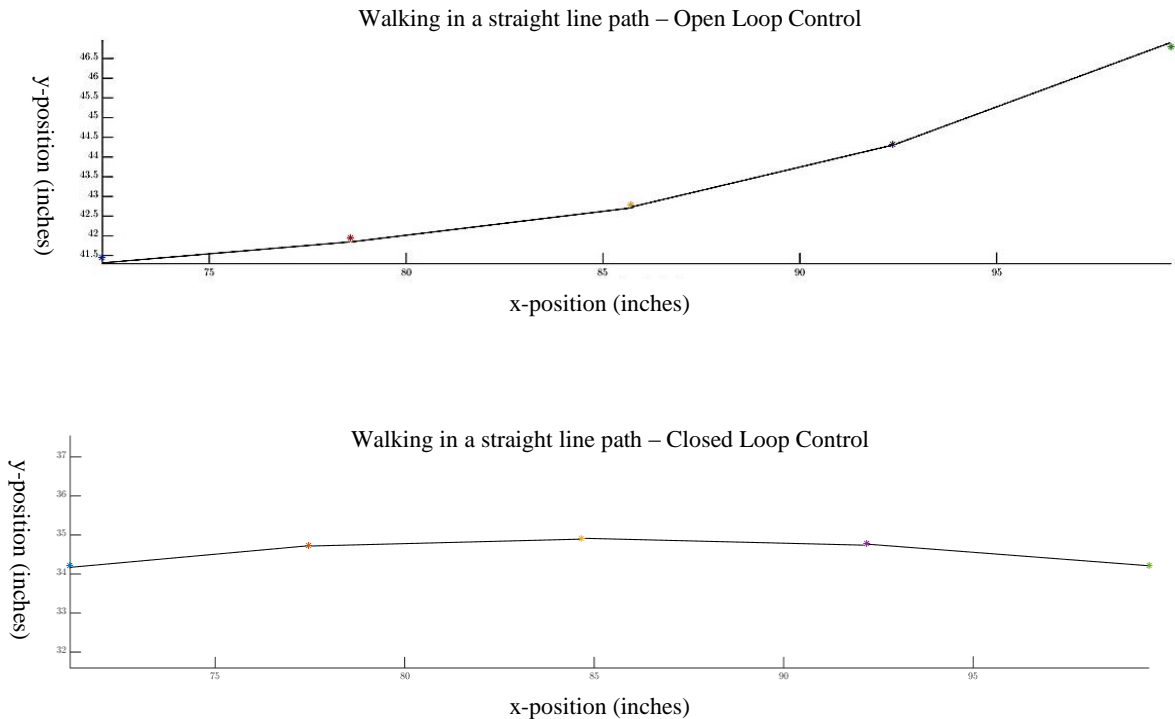 Walking in a straight line path – Open Loop Control
y-position (inches)
46.5
46
45.5
45
44.5
44
43.5
43
42.5
42
41.5
75 80 85 90 95
x-position (inches)
Walking in a straight line path – Closed Loop Control
y-position (inches)
37
36
35
34
33
32
75 80 85 90 95
x-position (inches)